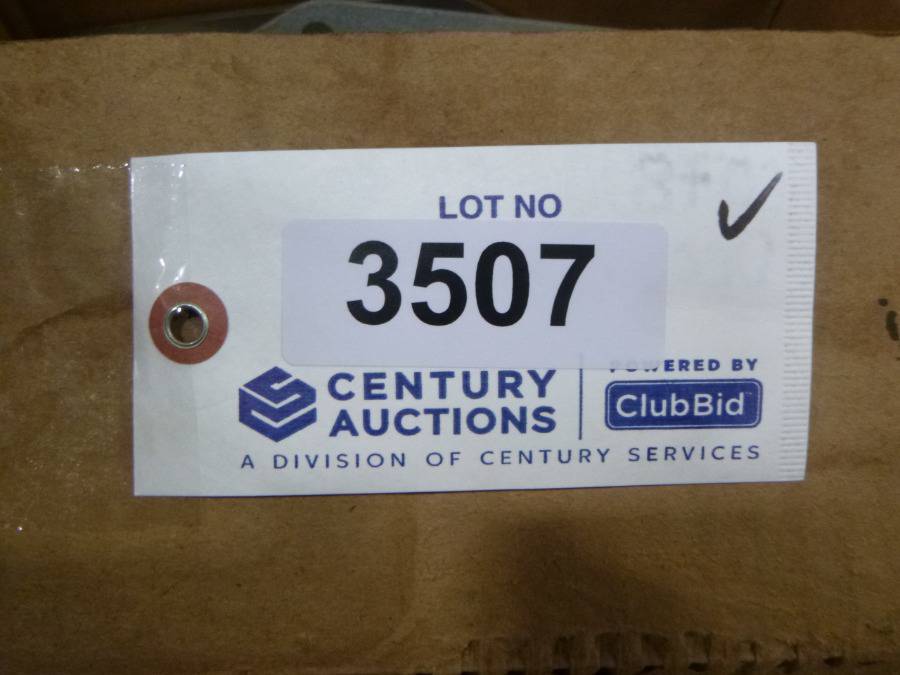 LOT NO
3507
CENTURY
AUCTIONS
POWERED BY
ClubBid
A DIVISION OF CENTURY SERVICES